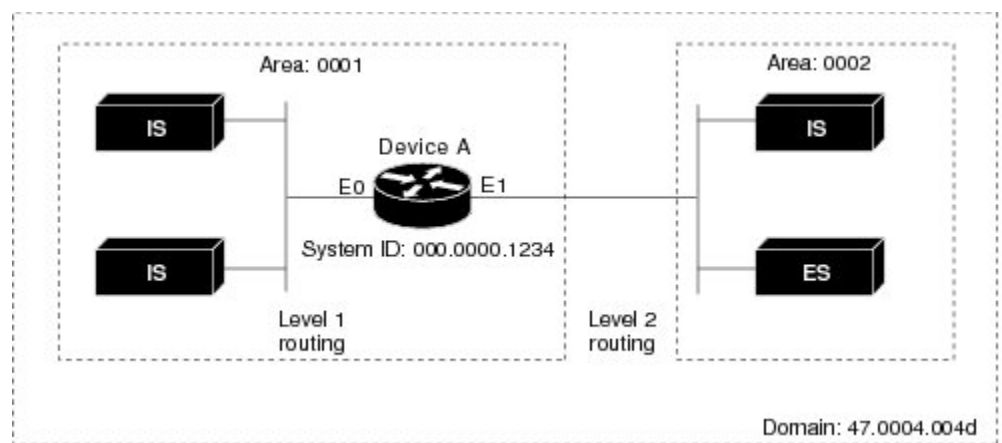 Area: 0001
Area: 0002
IS
IS
Device A
E0
E1
System ID: 000.0000.1234
IS
ES
Level 1
routing
Level 2
routing
Domain: 47.0004.004d